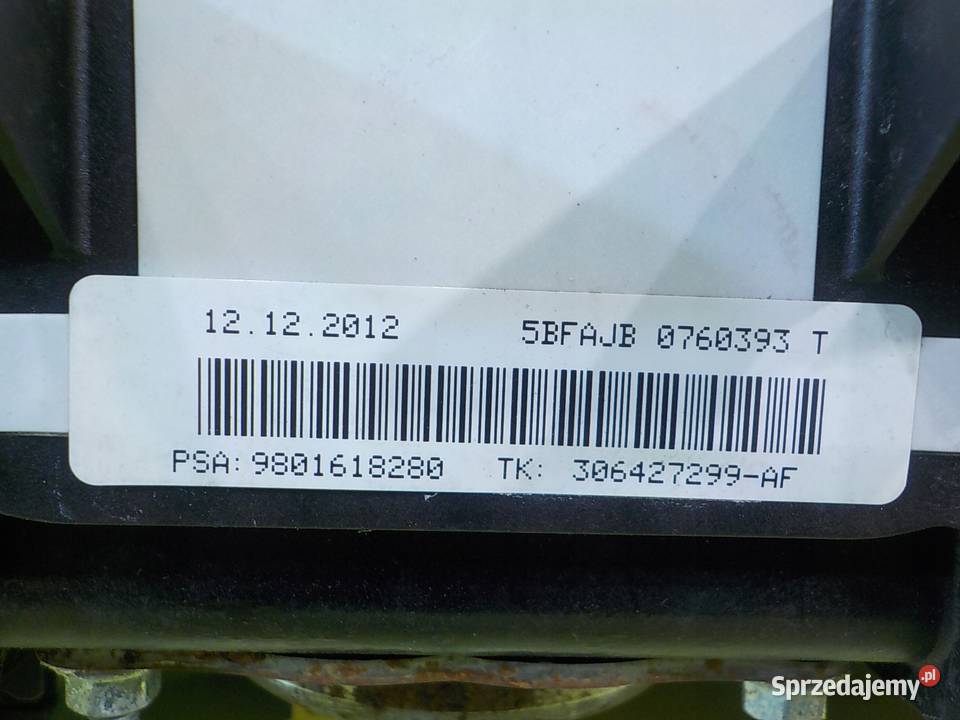 12.12.2012 5BFAJB 0760393 T
PSA: 9801618280 TK: 306427299-AF
Sprzedajemy.pl